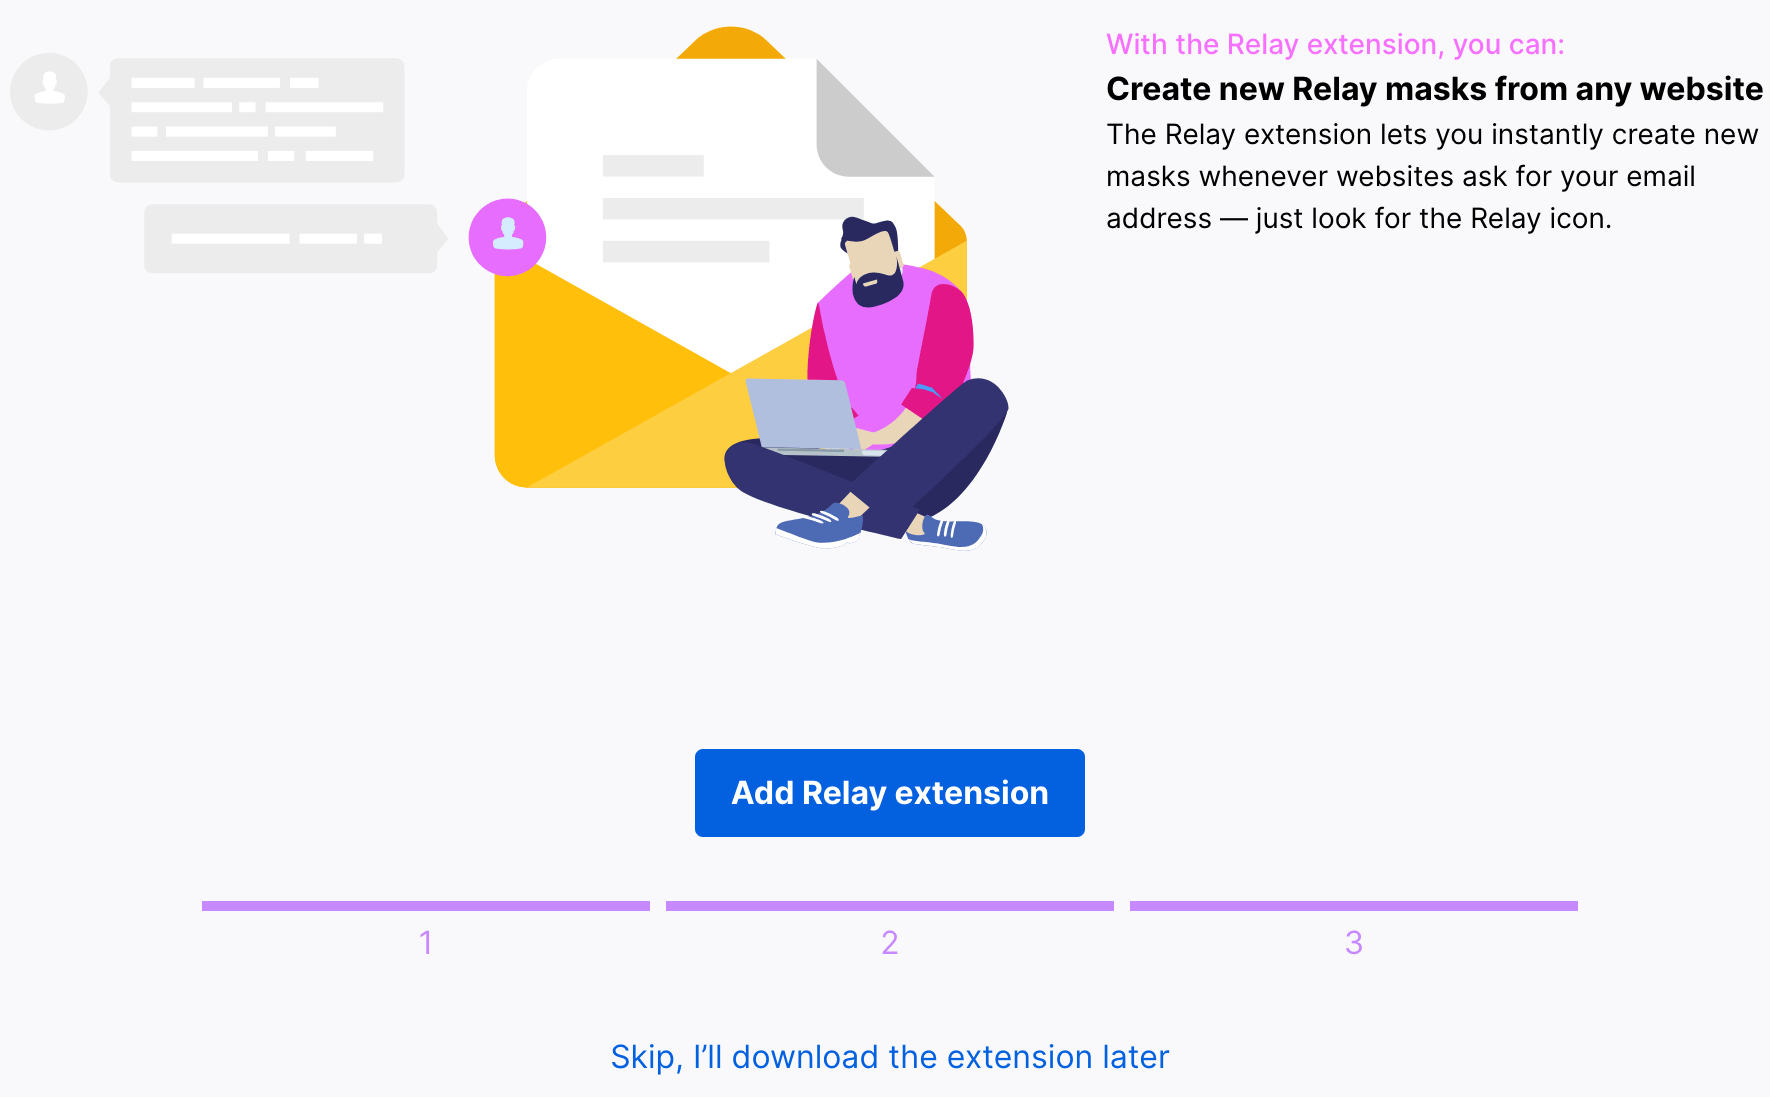 With the Relay extension, you can:
Create new Relay masks from any website
The Relay extension lets you instantly create new
masks whenever websites ask for your email
address — just look for the Relay icon.
Add Relay extension
1
2
3
Skip, I’ll download the extension later